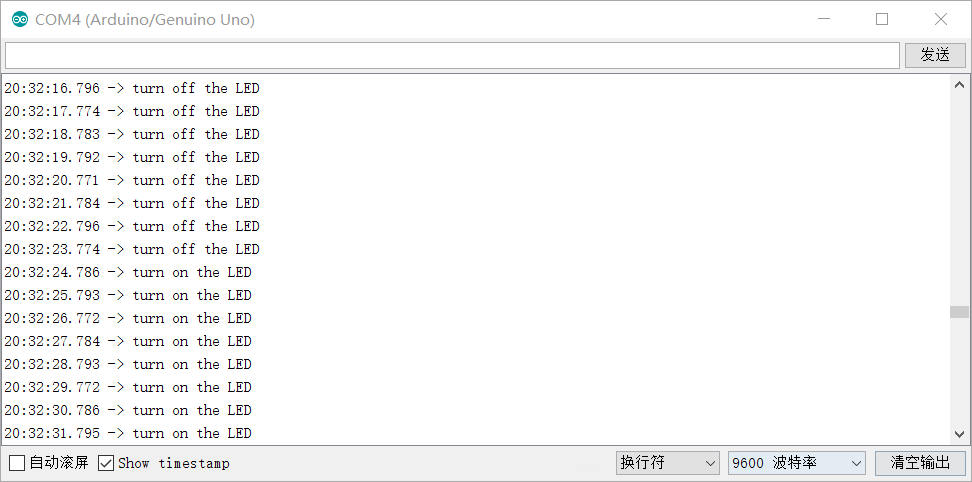 COM4 (Arduino/Genuino Uno)
发送
20:32:16.796 -> turn off the LED
20:32:17.774 -> turn off the LED
20:32:18.783 -> turn off the LED
20:32:19.792 -> turn off the LED
20:32:20.771 -> turn off the LED
20:32:21.784 -> turn off the LED
20:32:22.796 -> turn off the LED
20:32:23.774 -> turn off the LED
20:32:24.786 -> turn on the LED
20:32:25.793 -> turn on the LED
20:32:26.772 -> turn on the LED
20:32:27.784 -> turn on the LED
20:32:28.793 -> turn on the LED
20:32:29.772 -> turn on the LED
20:32:30.786 -> turn on the LED
20:32:31.795 -> turn on the LED
自动滚屏 Show timestamp 换行符 9600 波特率 清空输出